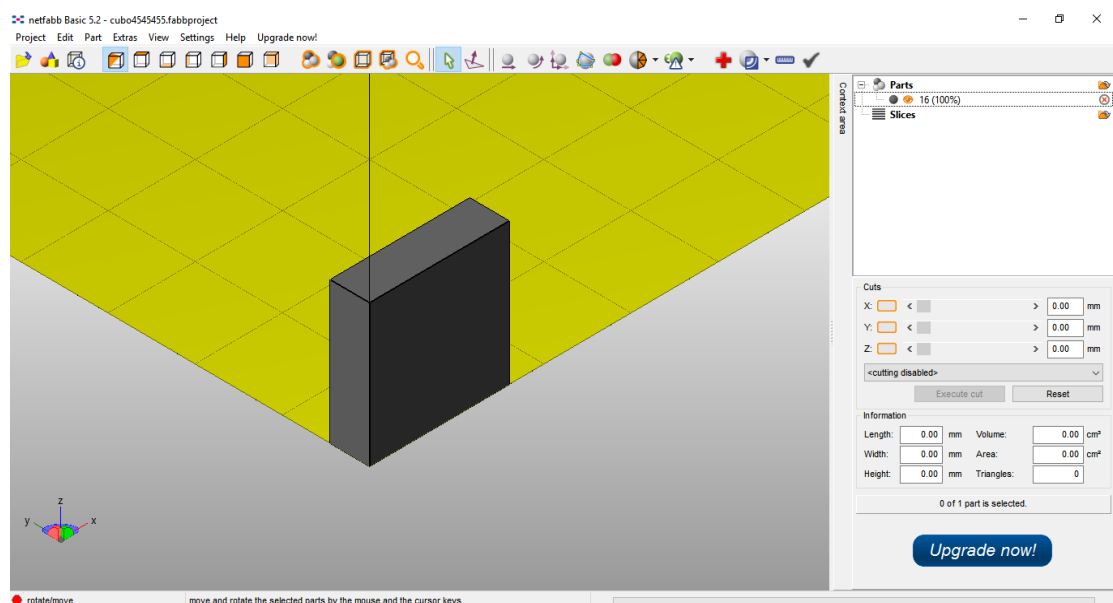 netfabb Basic 5.2 - cubo4545455.fabbproject
Project Edit Part Extras View Settings Help Upgrade now!
Context area
Parts
16 (100%)
Slices
Cuts
X: < > 0.00 mm
Y: < > 0.00 mm
Z: < > 0.00 mm
<cutting disabled>
Execute cut Reset
Information
Length: 0.00 mm Volume: 0.00 cm³
Width: 0.00 mm Area: 0.00 cm²
Height: 0.00 mm Triangles: 0
0 of 1 part is selected.
Upgrade now!
z
y x
rotate/move move and rotate the selected parts by the mouse and the cursor keys